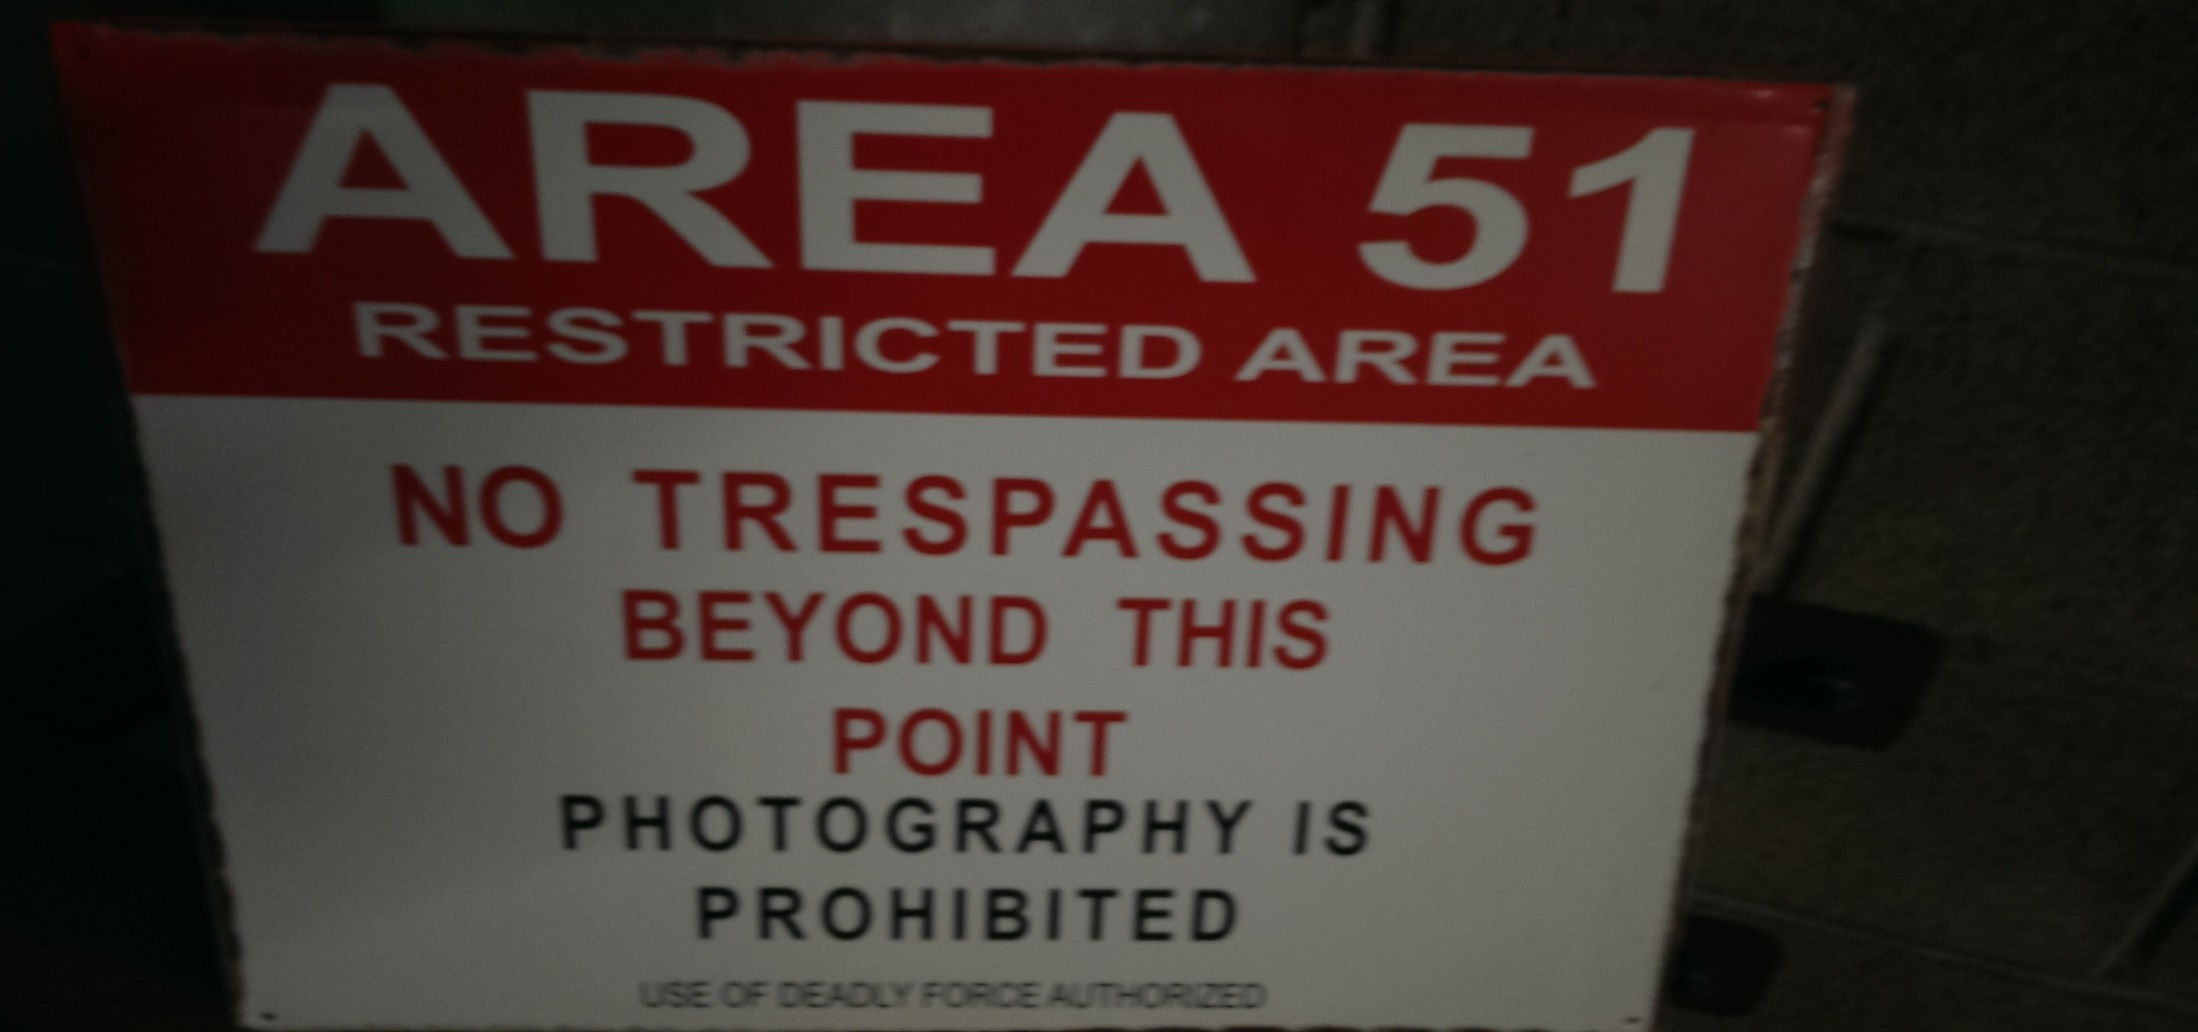 AREA 51
RESTRICTED AREA
NO TRESPASSING
BEYOND THIS
POINT
PHOTOGRAPHY IS
PROHIBITED
USE OF DEADLY FORCE AUTHORIZED